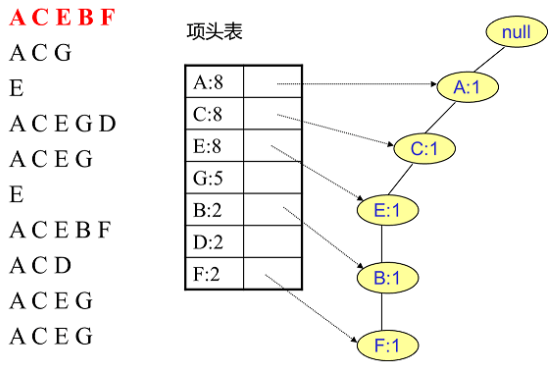 A C E B F
A C G
E
A C E G D
A C E G
E
A C E B F
A C D
A C E G
A C E G
项头表
A:8
C:8
E:8
G:5
B:2
D:2
F:2
null
A:1
C:1
E:1
B:1
F:1